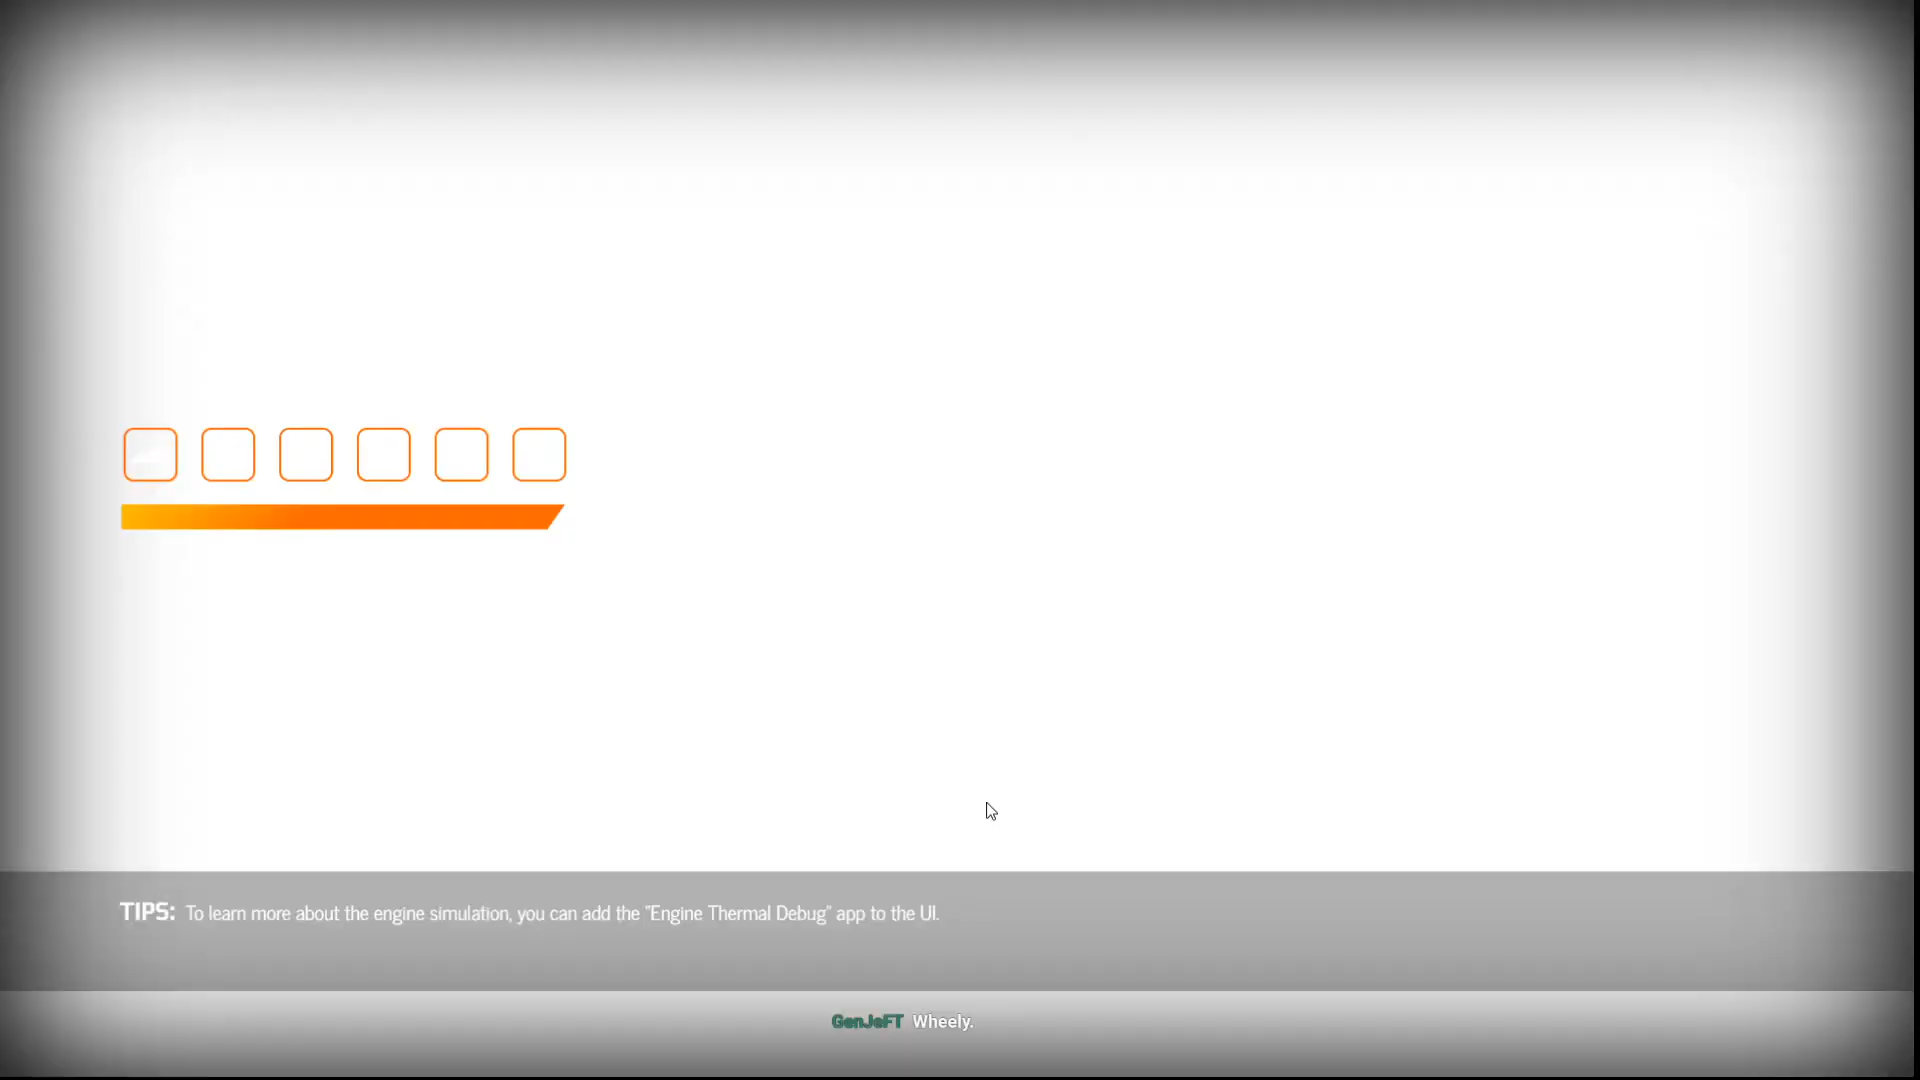 TIPS: To learn more about the engine simulation, you can add the "Engine Thermal Debug" app to the UI.
GenJeFT Wheely.